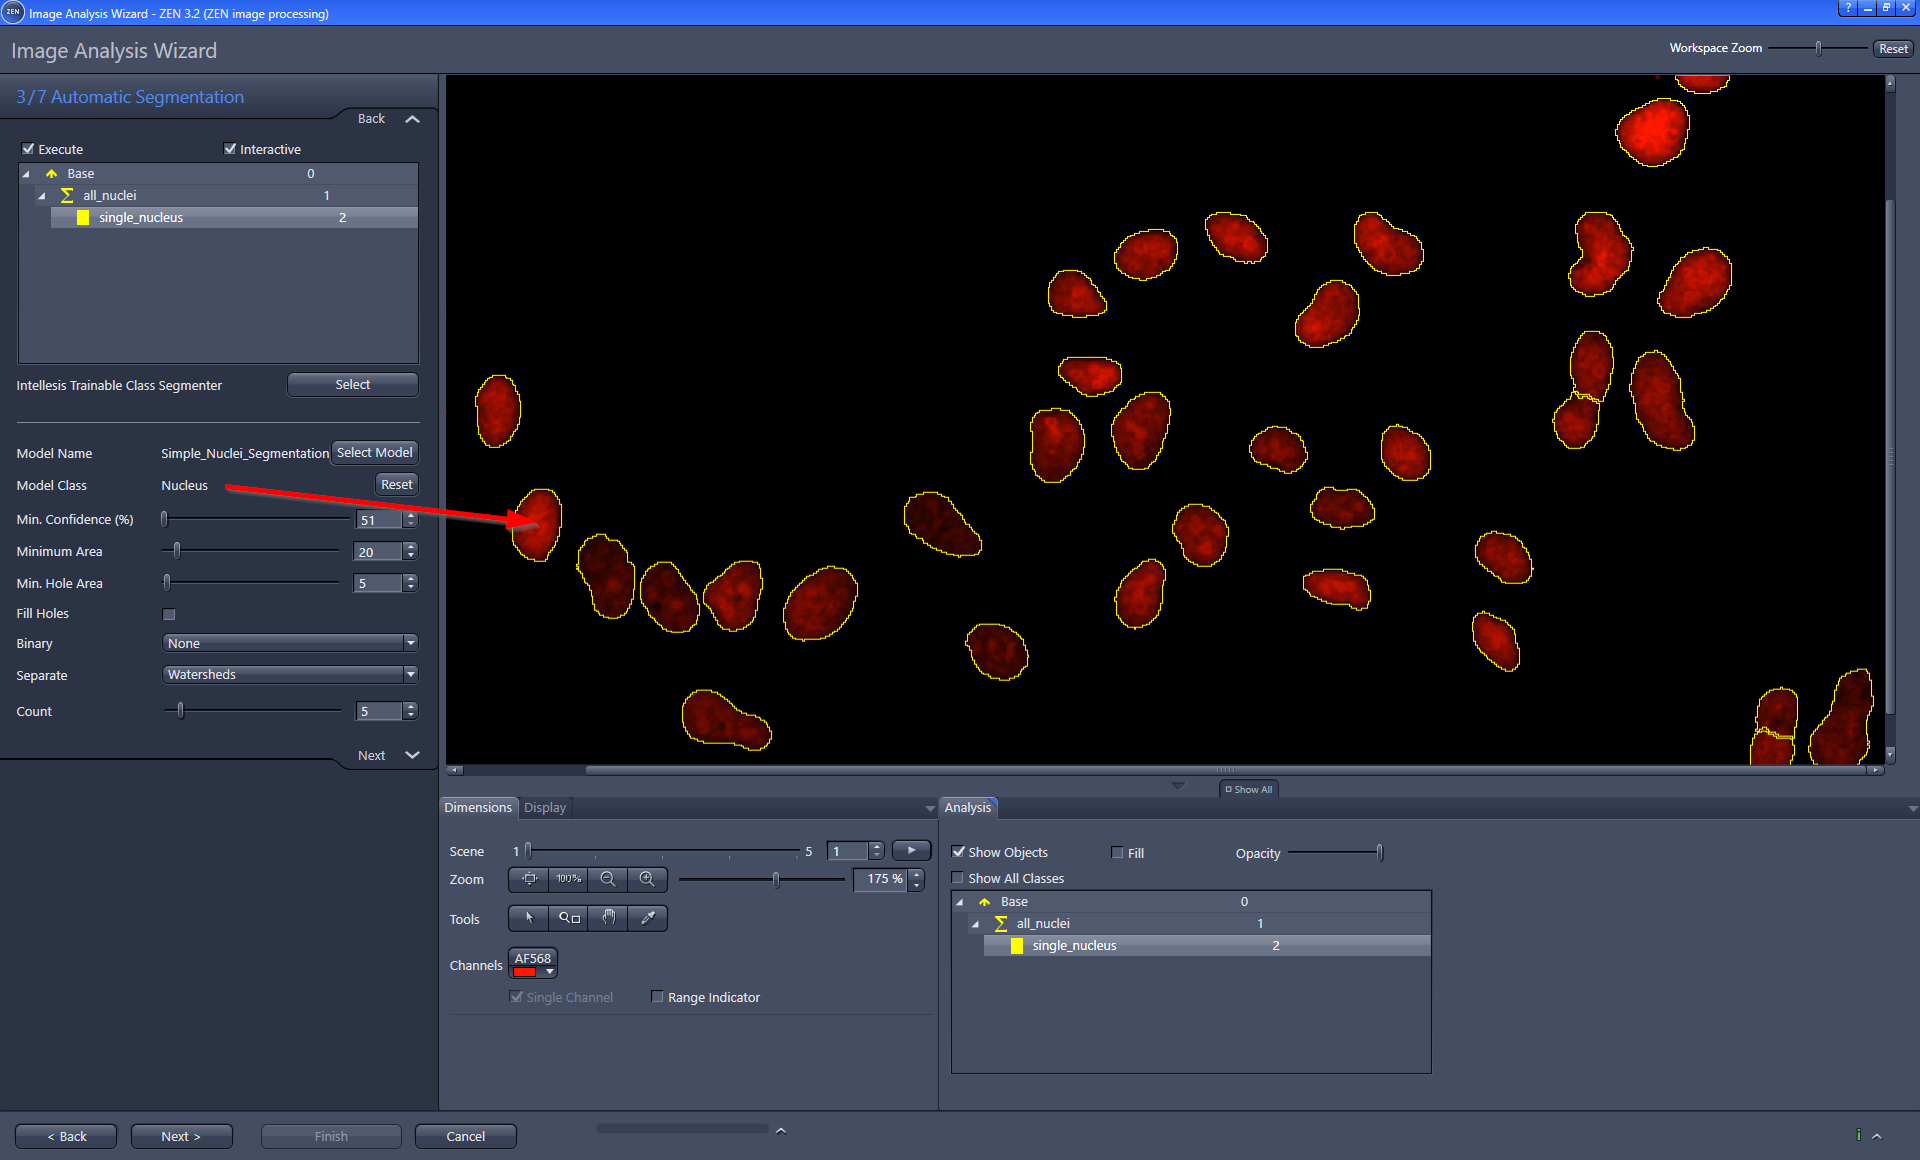 ZEN Image Analysis Wizard - ZEN 3.2 (ZEN image processing) ?
Image Analysis Wizard
Workspace Zoom Reset
3/7 Automatic Segmentation
Back
Execute Interactive
Base 0
all_nuclei 1
single_nucleus 2
Intellesis Trainable Class Segmenter Select
Model Name Simple_Nuclei_Segmentation Select Model
Model Class Nucleus Reset
Min. Confidence (%) 51
Minimum Area 20
Min. Hole Area 5
Fill Holes
Binary None
Separate Watersheds
Count 5
Next
Show All
Dimensions Display
Scene 1 5 1
Zoom 100% 175 %
Tools
Channels AF568
Single Channel Range Indicator
Analysis
Show Objects Fill Opacity
Show All Classes
Base 0
all_nuclei 1
single_nucleus 2
< Back Next > Finish Cancel
i